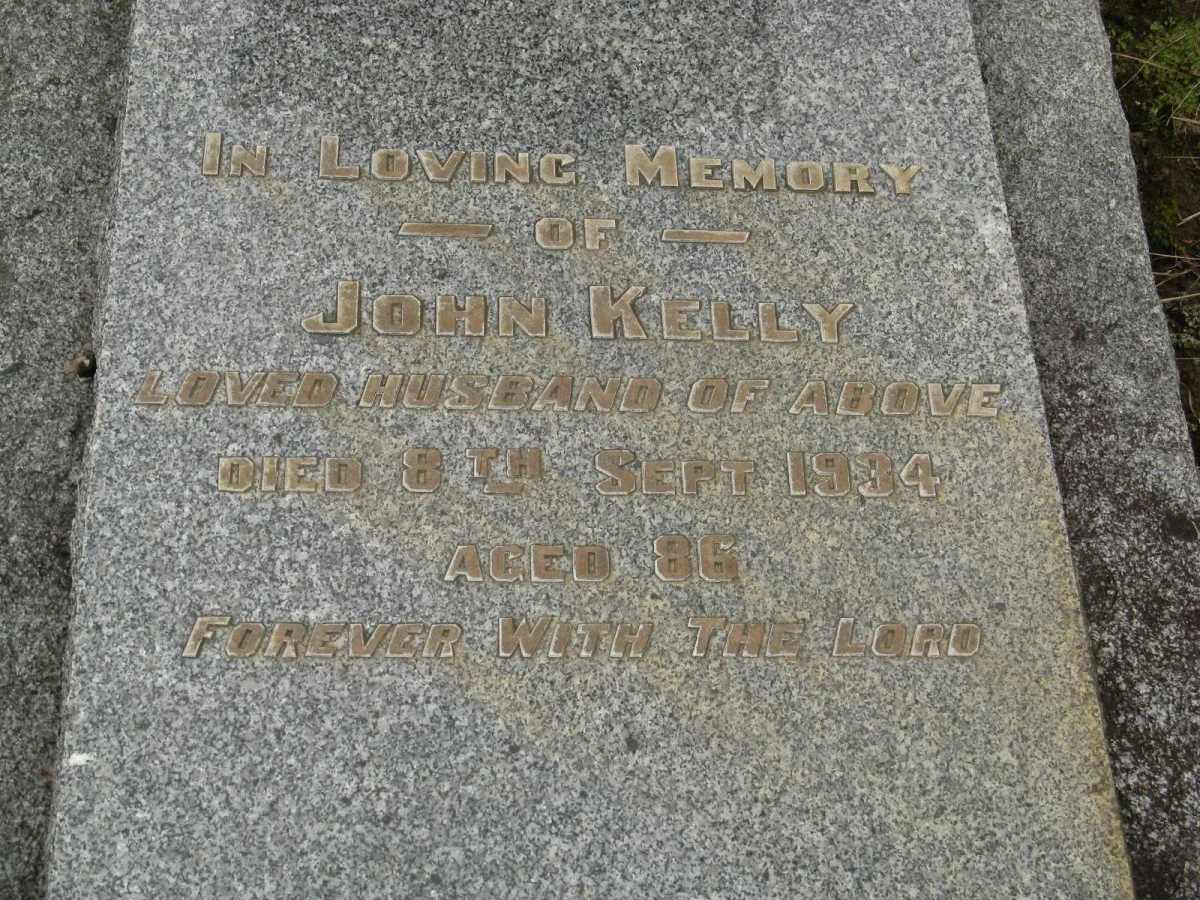 IN LOVING MEMORY
— OF —
JOHN KELLY
LOVED HUSBAND OF ABOVE
DIED 8TH SEPT 1934
AGED 86
FOREVER WITH THE LORD